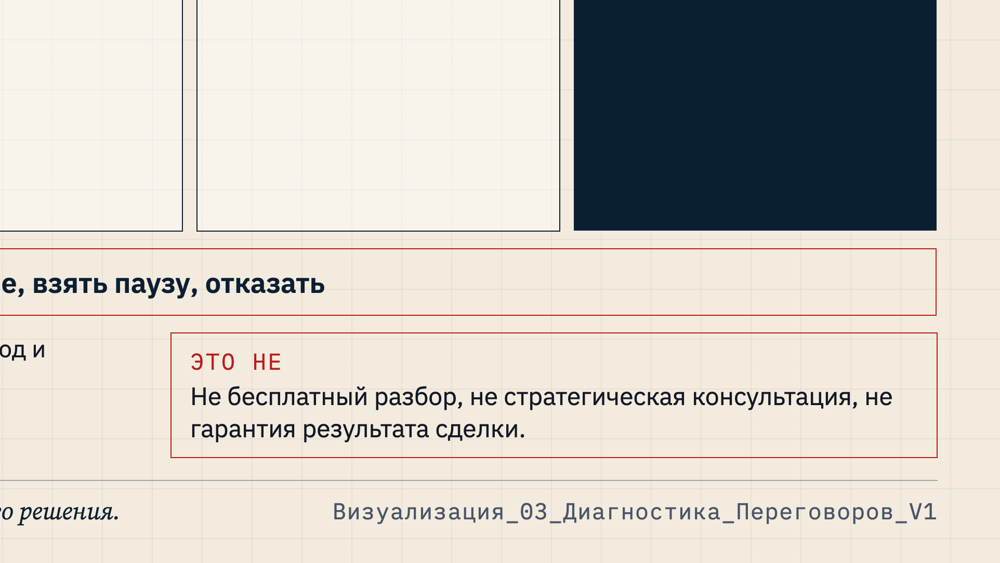 е, взять паузу, отказать
од и
ЭТО НЕ
Не бесплатный разбор, не стратегическая консультация, не
гарантия результата сделки.
о решения.
Визуализация_03_Диагностика_Переговоров_V1